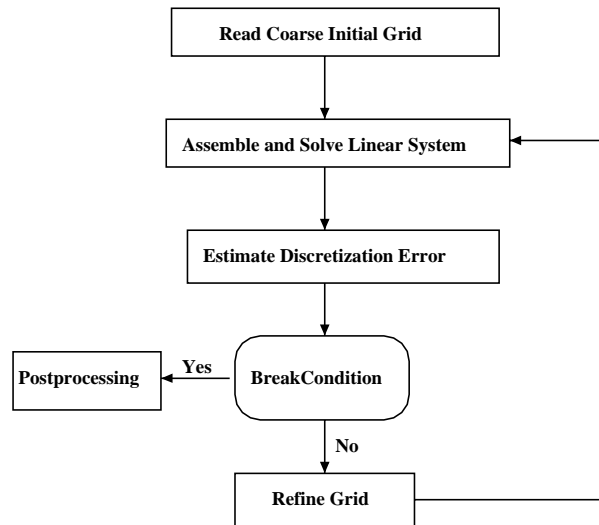 Read Coarse Initial Grid
Assemble and Solve Linear System
Estimate Discretization Error
Yes
Postprocessing
BreakCondition
No
Refine Grid